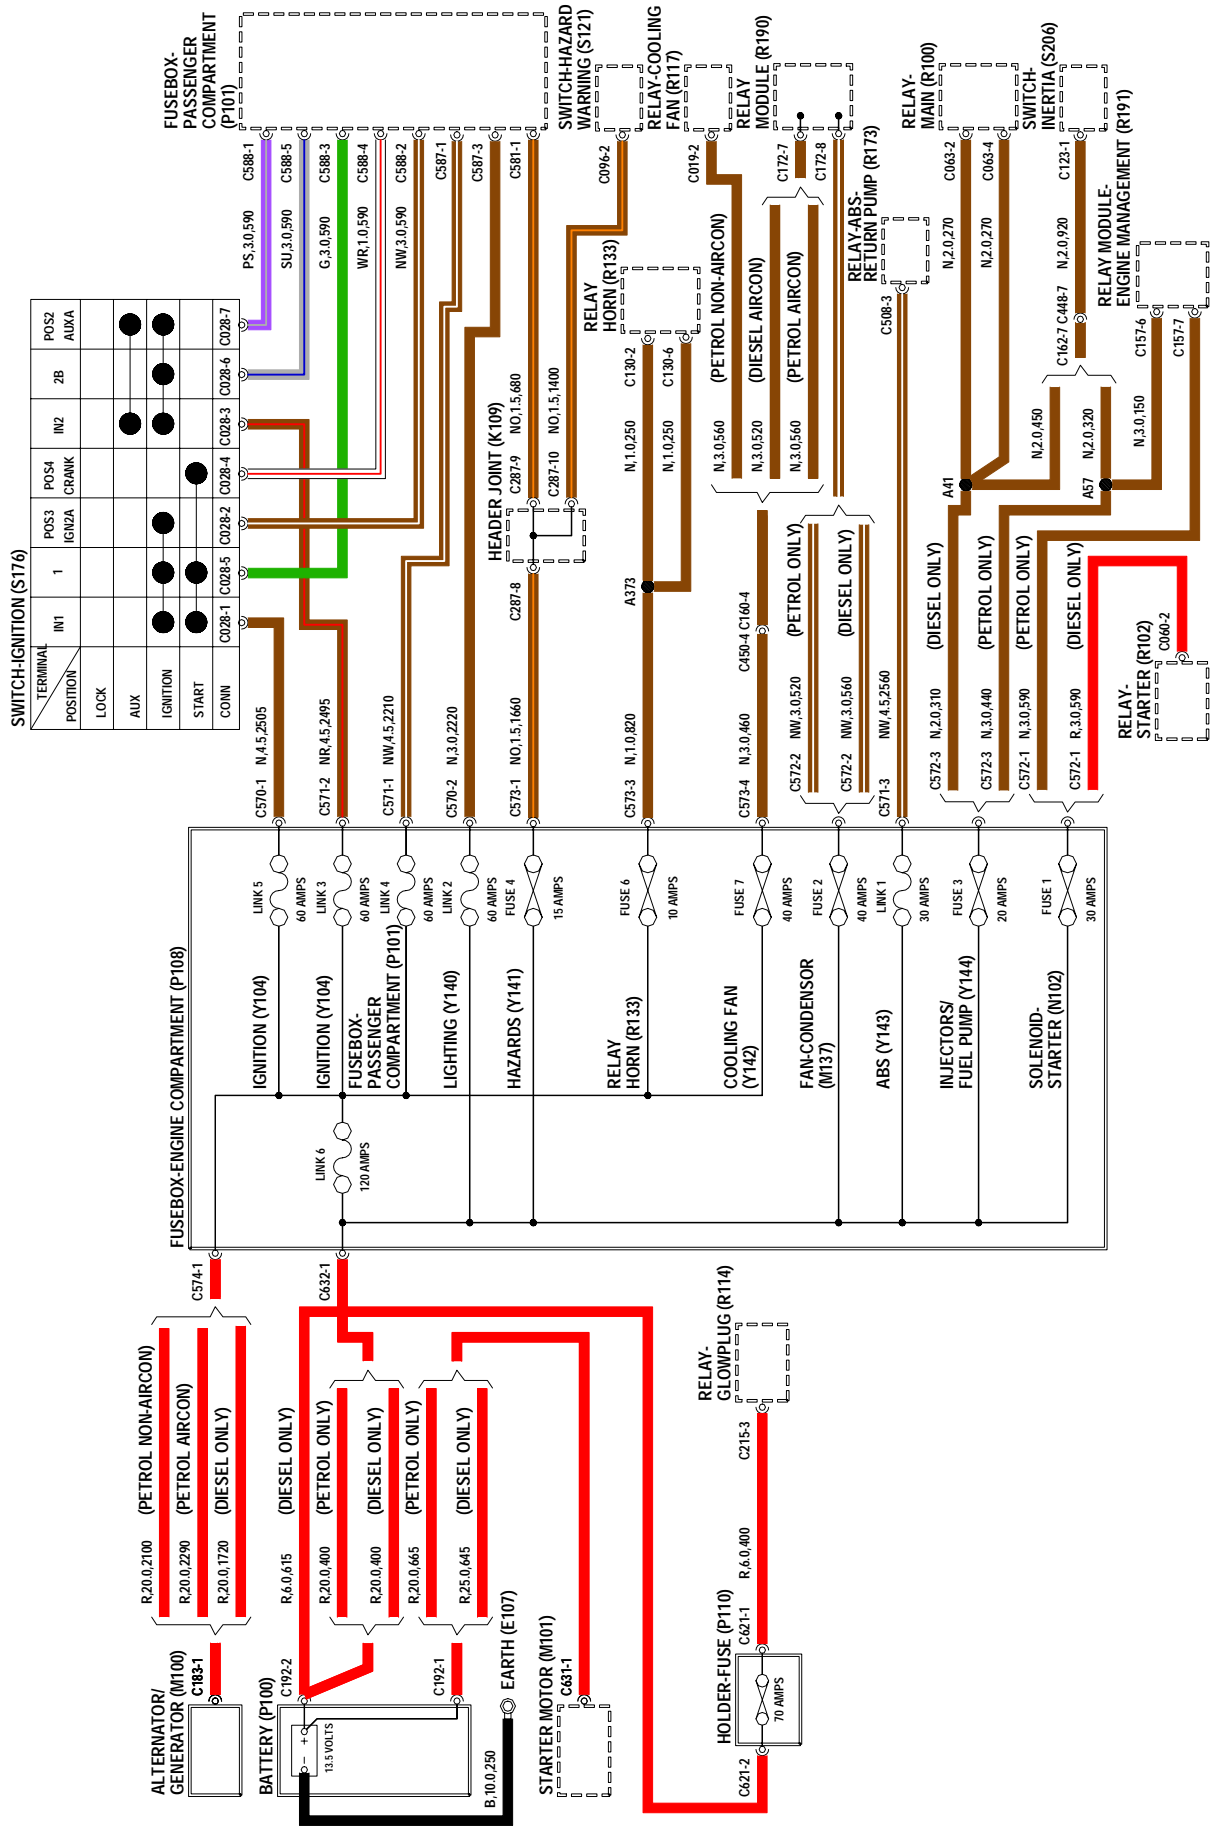 SWITCH-IGNITION (S176)
TERMINAL
POSITION
IN1
1
POS3
IGN2A
POS4
CRANK
IN2
2B
POS2
AUXA
LOCK
AUX
IGNITION
START
CONN
C028-1
C028-5
C028-2
C028-4
C028-3
C028-6
C028-7
FUSEBOX-
PASSENGER
COMPARTMENT
(P101)
PS,3.0,590
C588-1
SU,3.0,590
C588-5
G,3.0,590
C588-3
WR,1.0,590
C588-4
NW,3.0,590
C588-2
C587-1
C587-3
C581-1
SWITCH-HAZARD
WARNING (S121)
C096-2
RELAY-COOLING
FAN (R117)
C019-2
RELAY
MODULE (R190)
C172-7
C172-8
RELAY-ABS-
RETURN PUMP (R173)
C508-3
RELAY-
MAIN (R100)
C063-2
N,2.0,270
C063-4
N,2.0,270
SWITCH-
INERTIA (S206)
C123-1
N,2.0,920
C162-7
C448-7
RELAY MODULE-
ENGINE MANAGEMENT (R191)
C157-6
C157-7
N,3.0,150
N,2.0,450
N,2.0,320
A41
A57
RELAY
HORN (R133)
C130-2
C130-6
N,1.0,250
N,1.0,250
A373
HEADER JOINT (K109)
C287-9
NO,1.5,680
C287-10
NO,1.5,1400
C287-8
N,3.0,560
(PETROL NON-AIRCON)
N,3.0,520
(DIESEL AIRCON)
N,3.0,560
(PETROL AIRCON)
C450-4
C160-4
C570-1
N,4.5,2505
C571-2
NR,4.5,2495
C571-1
NW,4.5,2210
C570-2
N,3.0,2220
C573-1
NO,1.5,1660
C573-3
N,1.0,820
C573-4
N,3.0,460
C572-2
NW,3.0,520
(PETROL ONLY)
C572-2
NW,3.0,560
(DIESEL ONLY)
C571-3
NW,4.5,2560
C572-3
N,2.0,310
(DIESEL ONLY)
C572-3
N,3.0,440
(PETROL ONLY)
C572-1
N,3.0,590
(PETROL ONLY)
C572-1
R,3.0,590
(DIESEL ONLY)
RELAY-
STARTER (R102)
C060-2
FUSEBOX-ENGINE COMPARTMENT (P108)
LINK 5
60 AMPS
LINK 3
60 AMPS
LINK 4
60 AMPS
LINK 2
60 AMPS
FUSE 4
15 AMPS
FUSE 6
10 AMPS
FUSE 7
40 AMPS
FUSE 2
40 AMPS
LINK 1
30 AMPS
FUSE 3
20 AMPS
FUSE 1
30 AMPS
IGNITION (Y104)
IGNITION (Y104)
FUSEBOX-
PASSENGER
COMPARTMENT (P101)
LIGHTING (Y140)
HAZARDS (Y141)
RELAY
HORN (R133)
COOLING FAN
(Y142)
FAN-CONDENSOR
(M137)
ABS (Y143)
INJECTORS/
FUEL PUMP (Y144)
SOLENOID-
STARTER (N102)
LINK 6
120 AMPS
C574-1
C632-1
R,20.0,2100
(PETROL NON-AIRCON)
R,20.0,2290
(PETROL AIRCON)
R,20.0,1720
(DIESEL ONLY)
R,6.0,615
(DIESEL ONLY)
R,20.0,400
(PETROL ONLY)
R,20.0,400
(DIESEL ONLY)
R,20.0,665
(PETROL ONLY)
R,25.0,645
(DIESEL ONLY)
RELAY-
GLOWPLUG (R114)
C215-3
R,6.0,400
HOLDER-FUSE (P110)
C621-1
70 AMPS
C621-2
ALTERNATOR/
GENERATOR (M100)
C183-1
BATTERY (P100)
C192-2
C192-1
+
−
13.5 VOLTS
B,10.0,250
EARTH (E107)
STARTER MOTOR (M101)
C631-1